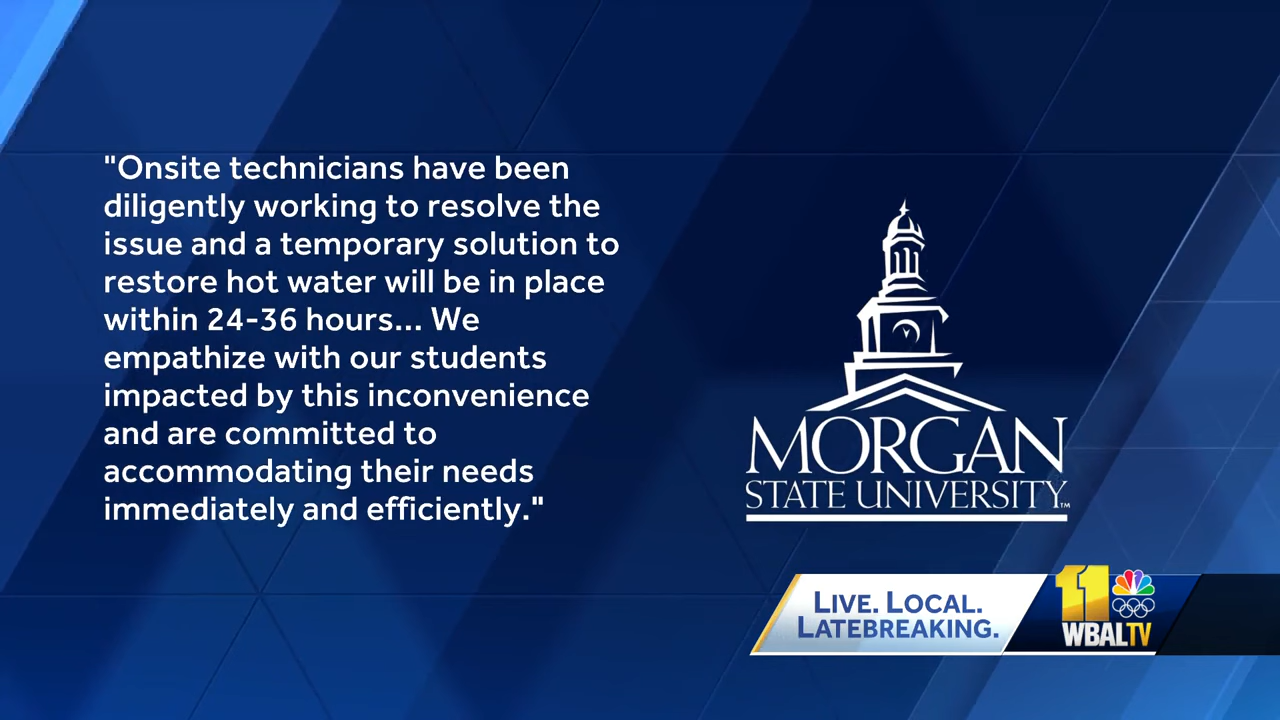 "Onsite technicians have been
diligently working to resolve the
issue and a temporary solution to
restore hot water will be in place
within 24-36 hours... We
empathize with our students
impacted by this inconvenience
and are committed to
accommodating their needs
immediately and efficiently."
MORGAN
STATE UNIVERSITY™
LIVE. LOCAL.
LATEBREAKING.
11
WBALTV